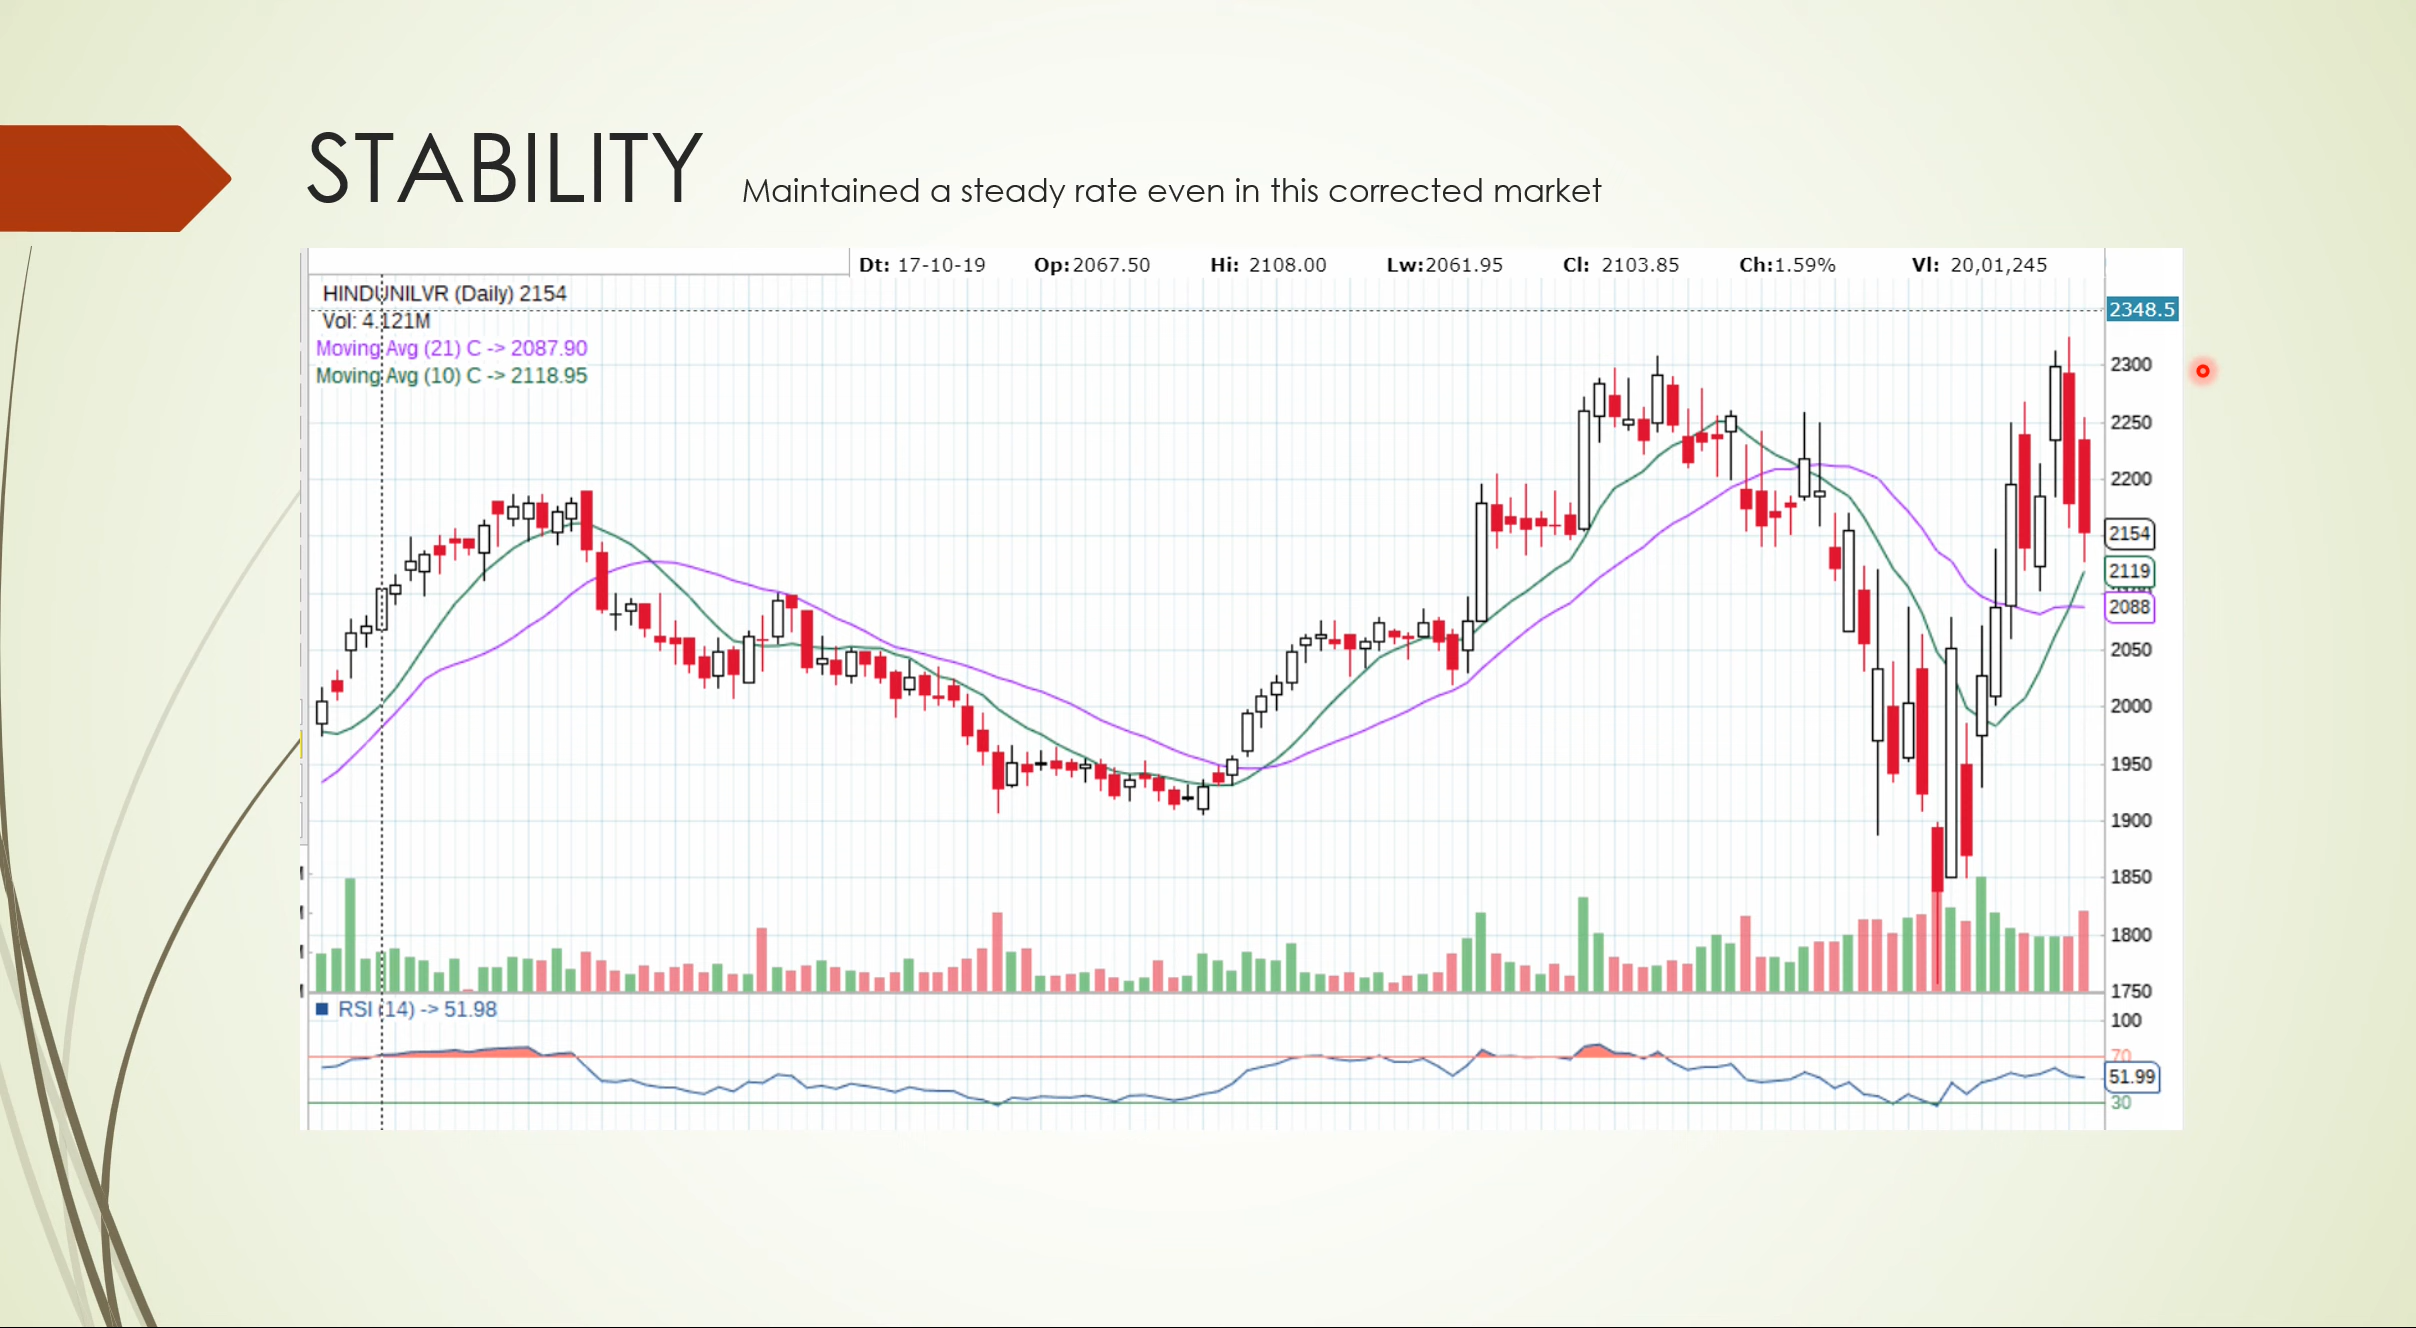 STABILITY Maintained a steady rate even in this corrected market
Dt: 17-10-19 Op:2067.50 Hi: 2108.00 Lw:2061.95 Cl: 2103.85 Ch:1.59% Vl: 20,01,245
HINDUNILVR (Daily) 2154
Vol: 4.121M
Moving Avg (21) C -> 2087.90
Moving Avg (10) C -> 2118.95
2348.5
2300
2250
2200
2154
2119
2088
2050
2000
1950
1900
1850
1800
1750
RSI (14) -> 51.98
100
70
51.99
30